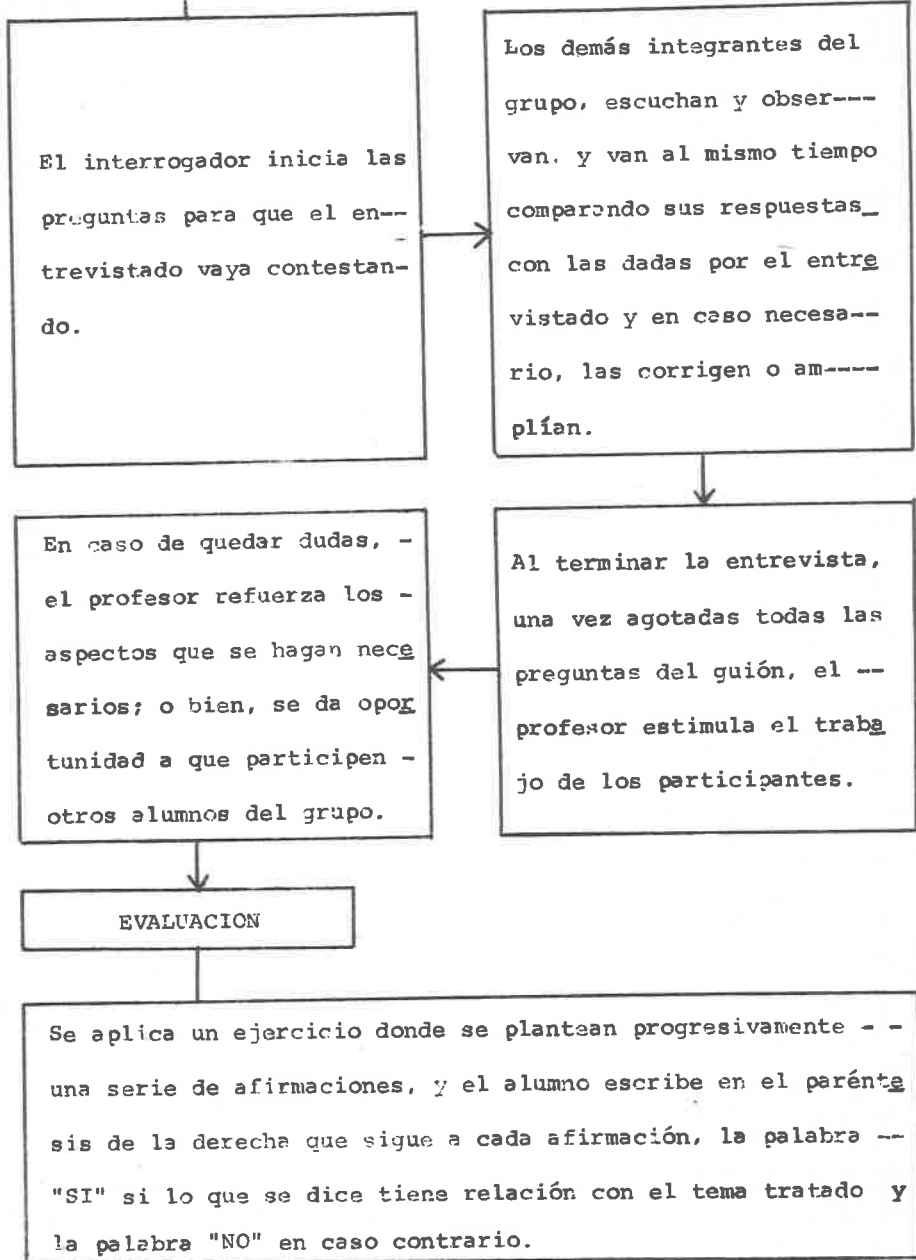 El interrogador inicia las
preguntas para que el en--
trevistado vaya contestan-
do.
Los demás integrantes del
grupo, escuchan y obser---
van, y van al mismo tiempo
comparando sus respuestas_
con las dadas por el entre
vistado y en caso necesa--
rio, las corrigen o am----
plían.
Al terminar la entrevista,
una vez agotadas todas las
preguntas del guión, el --
profesor estimula el traba
jo de los participantes.
En caso de quedar dudas, -
el profesor refuerza los -
aspectos que se hagan nece
sarios; o bien, se da opor
tunidad a que participen -
otros alumnos del grupo.
EVALUACION
Se aplica un ejercicio donde se plantean progresivamente - -
una serie de afirmaciones, y el alumno escribe en el parénte
sis de la derecha que sigue a cada afirmación, la palabra --
"SI" si lo que se dice tiene relación con el tema tratado y
la palabra "NO" en caso contrario.